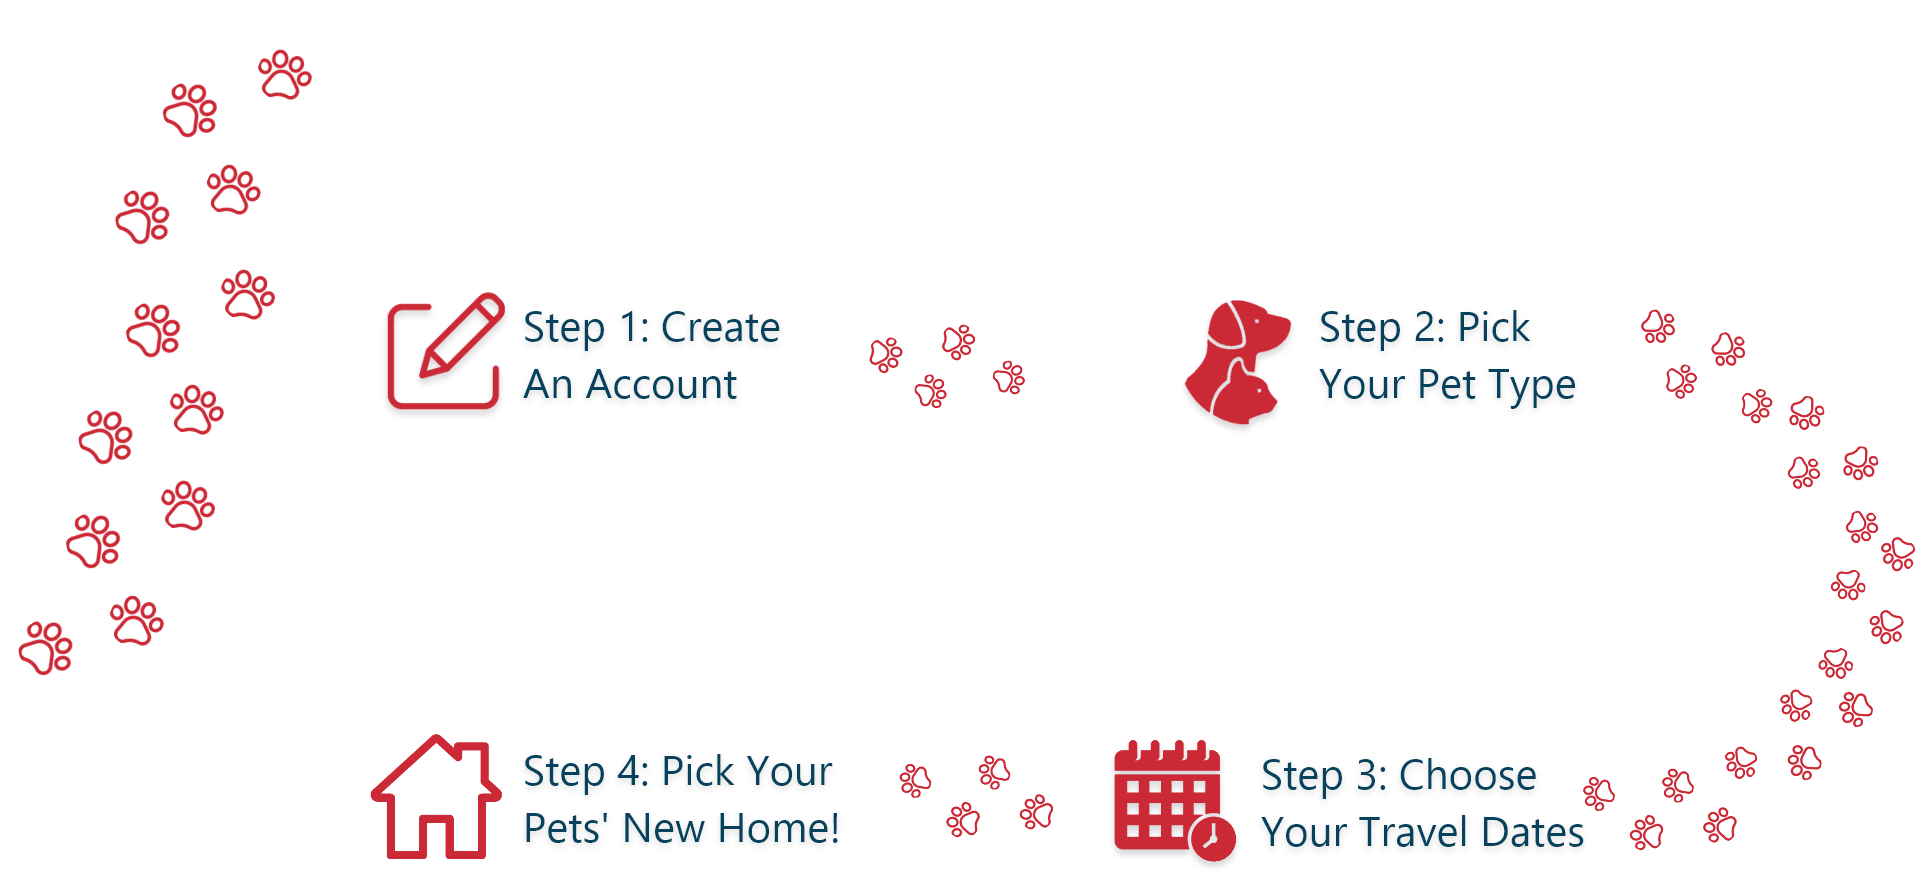 Step 1: Create
An Account
Step 2: Pick
Your Pet Type
Step 3: Choose
Your Travel Dates
Step 4: Pick Your
Pets' New Home!